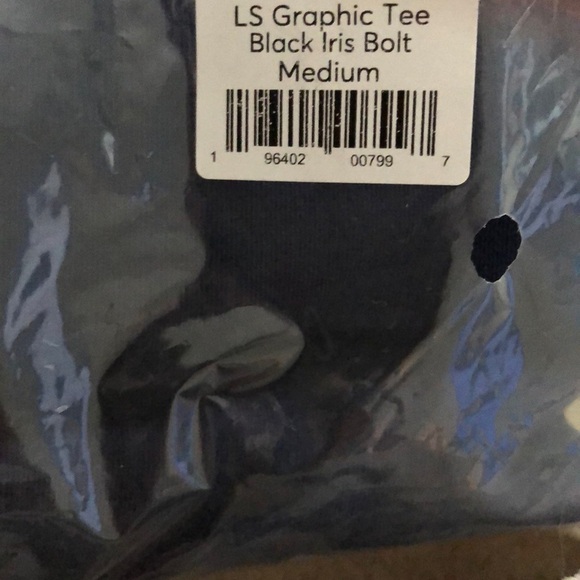 LS Graphic Tee
Black Iris Bolt
Medium
1 96402 00799 7